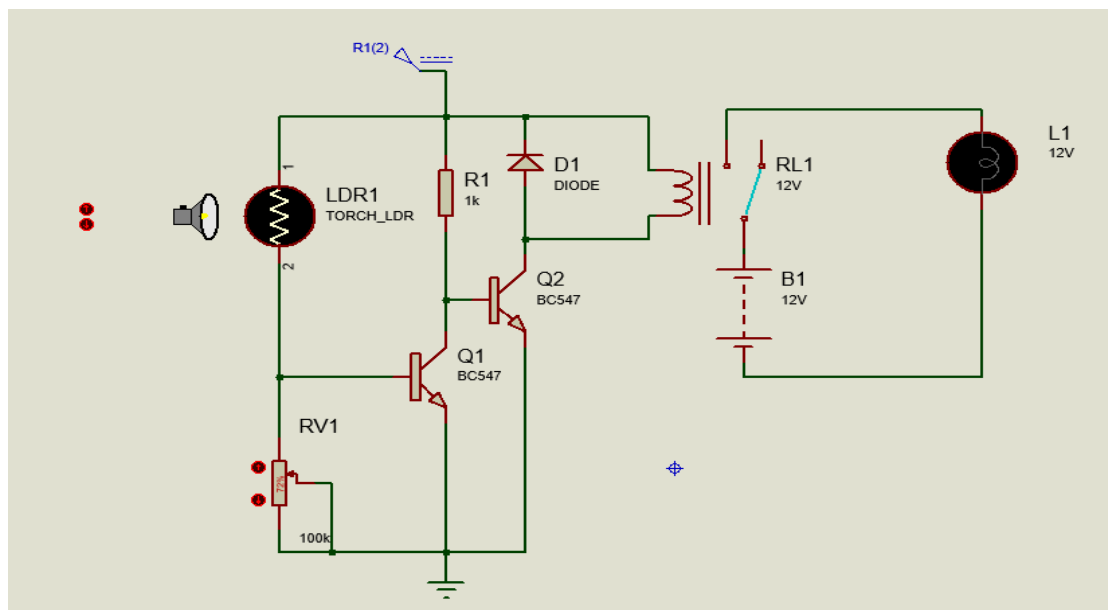 R1(2)
1
LDR1
TORCH_LDR
2
R1
1k
D1
DIODE
RL1
12V
L1
12V
Q2
BC547
B1
12V
Q1
BC547
RV1
72%
100k